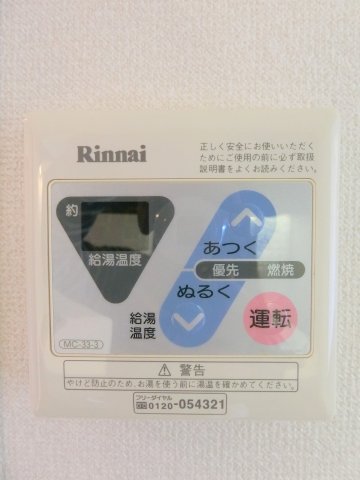 Rinnai
正しく安全にお使いいただく
ためにご使用の前に必ず取扱
説明書をよくお読みください。
約
給湯温度
あつく
優先 燃焼
ぬるく
給湯
温度
運転
MC-33-3
⚠ 警告
やけど防止のため、お湯を使う前に湯温を確かめてください。
フリーダイヤル
0120-054321